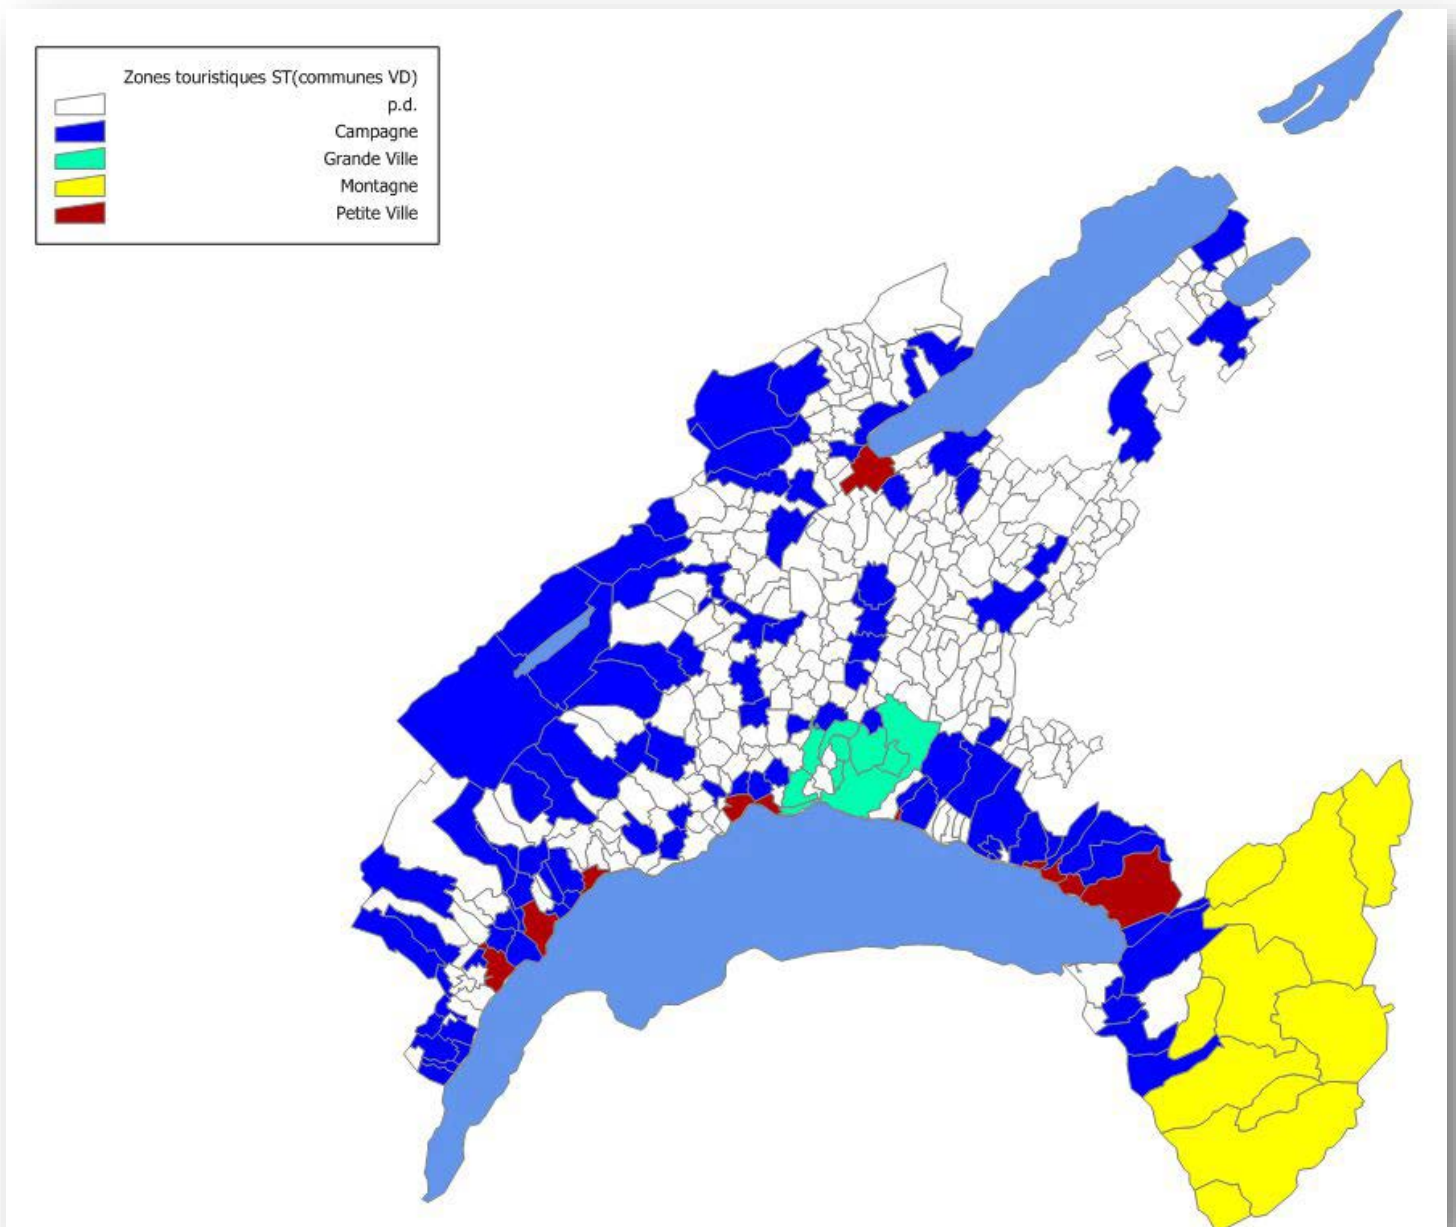 Zones touristiques ST(communes VD)
p.d.
Campagne
Grande Ville
Montagne
Petite Ville